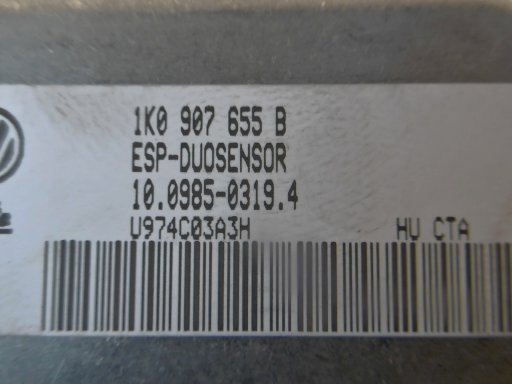 1K0 907 655 B
ESP-DUOSENSOR
10.0985-0319.4
U974C03A3H HU CTA